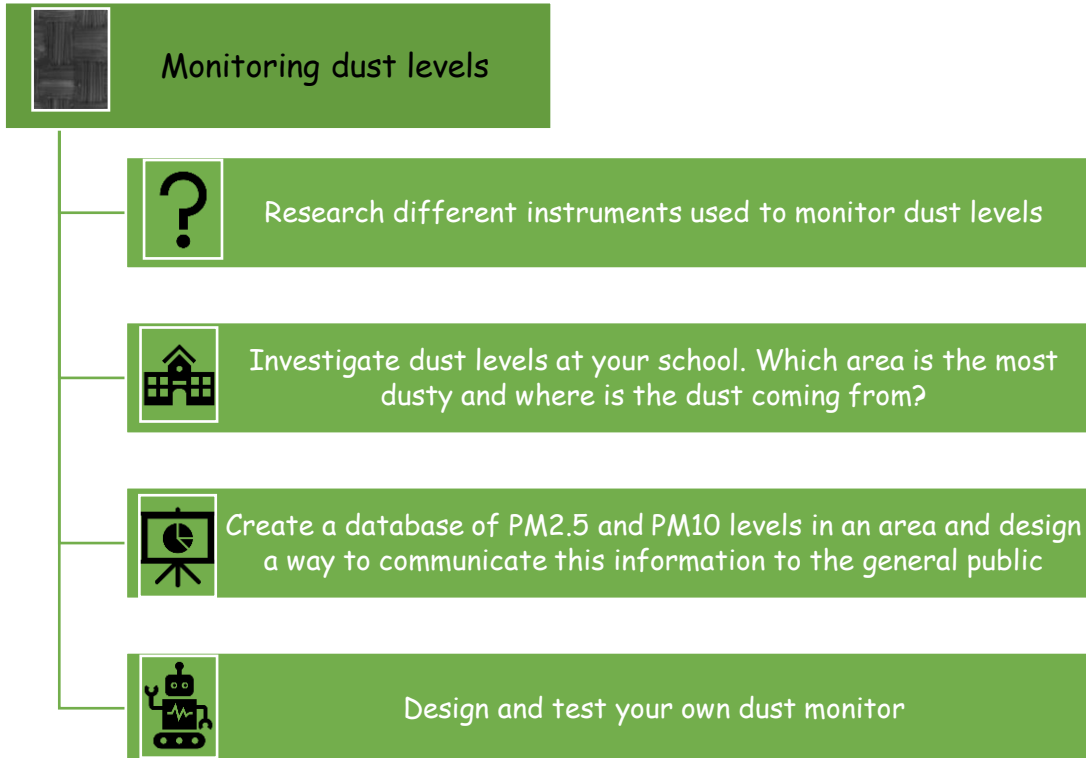 Monitoring dust levels
Research different instruments used to monitor dust levels
Investigate dust levels at your school. Which area is the most
dusty and where is the dust coming from?
Create a database of PM2.5 and PM10 levels in an area and design
a way to communicate this information to the general public
Design and test your own dust monitor